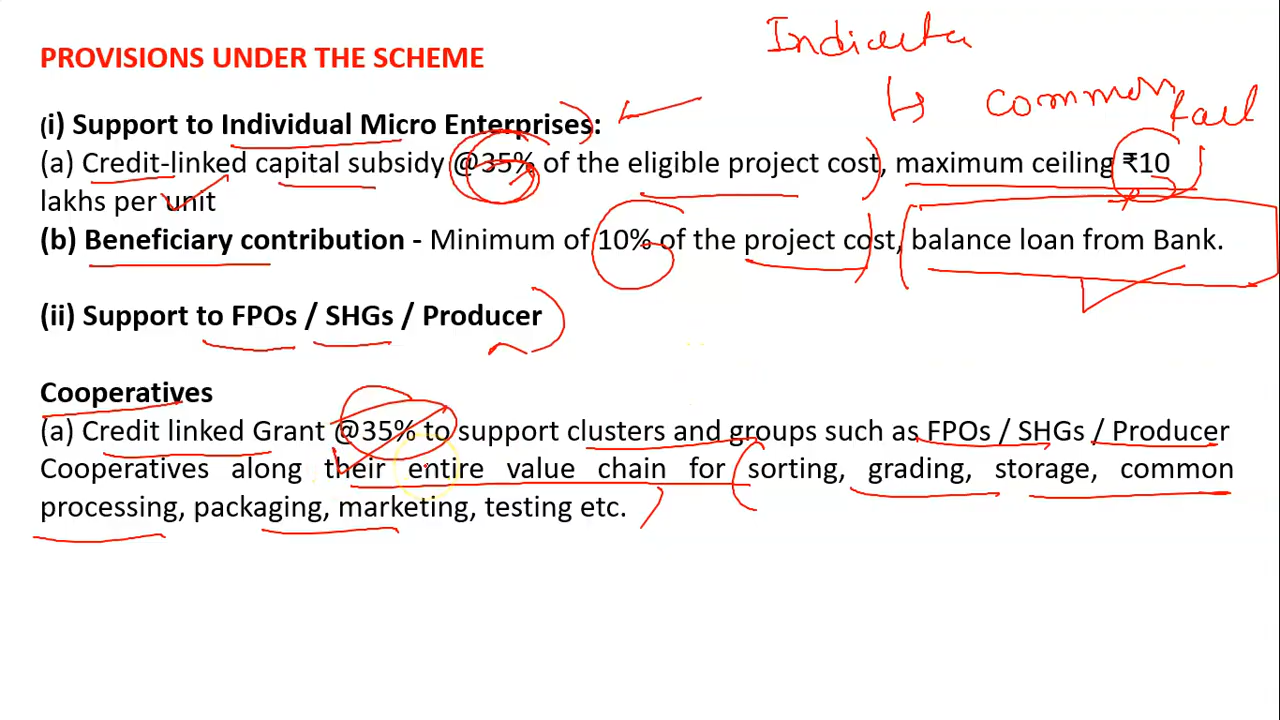 PROVISIONS UNDER THE SCHEME
(i) Support to Individual Micro Enterprises:
common
(a) Credit-linked capital subsidy @35% of the eligible project cost, maximum ceiling ₹10
lakhs per unit
(b) Beneficiary contribution - Minimum of 10% of the project cost, balance loan from Bank.
(ii) Support to FPOs / SHGs / Producer
Cooperatives
(a) Credit linked Grant @35% to support clusters and groups such as FPOs / SHGs / Producer
Cooperatives along their entire value chain for sorting, grading, storage, common
processing, packaging, marketing, testing etc.